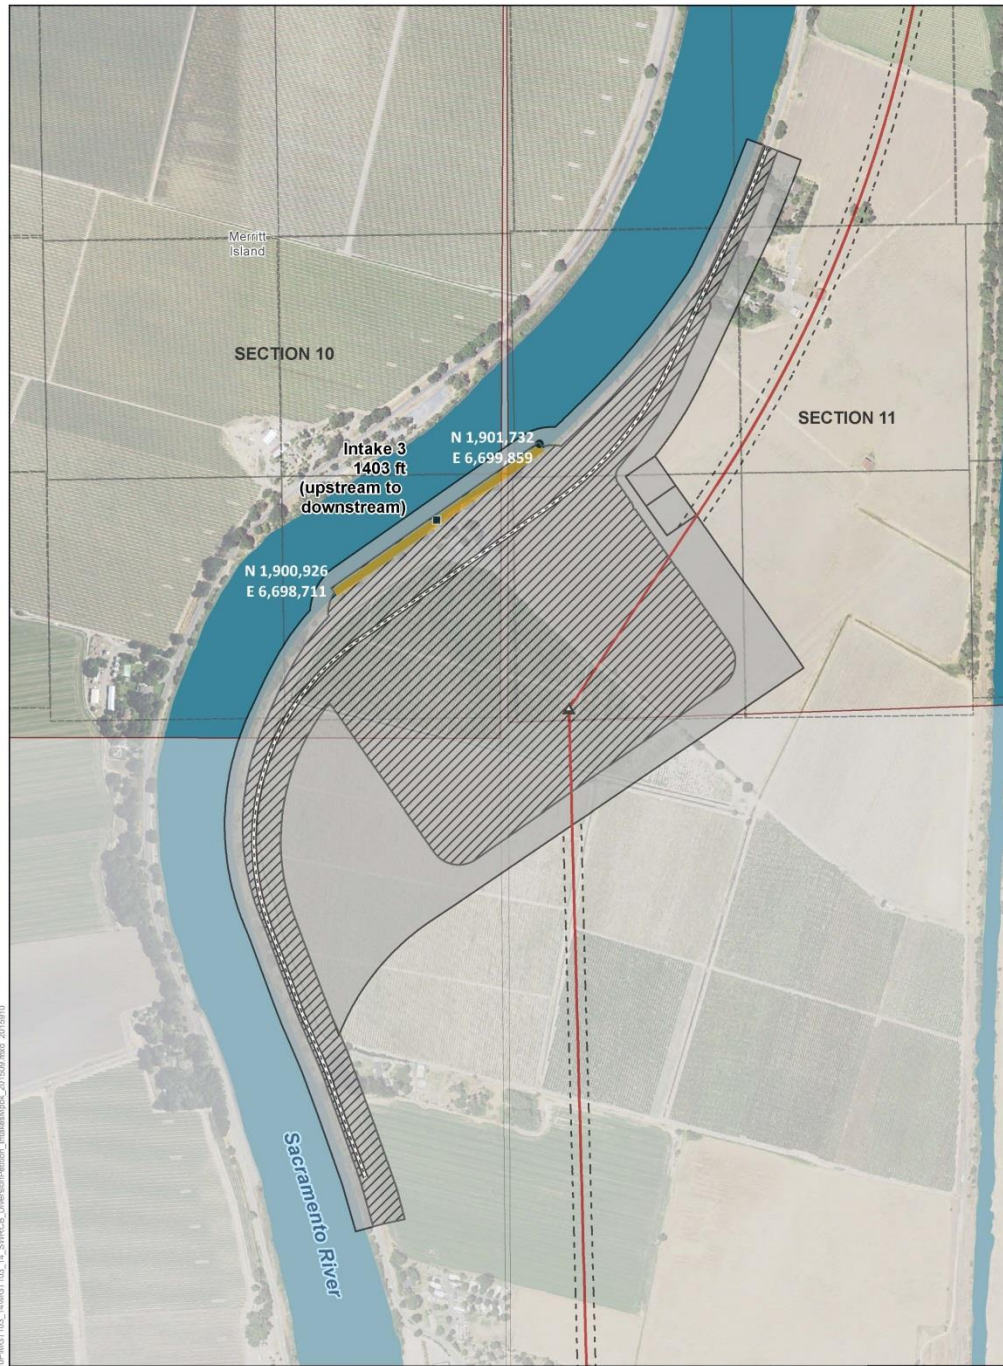 Merritt
Island
SECTION 10
SECTION 11
Intake 3
1403 ft
(upstream to
downstream)
N 1,901,732
E 6,699,859
N 1,900,926
E 6,698,711
Sacramento River